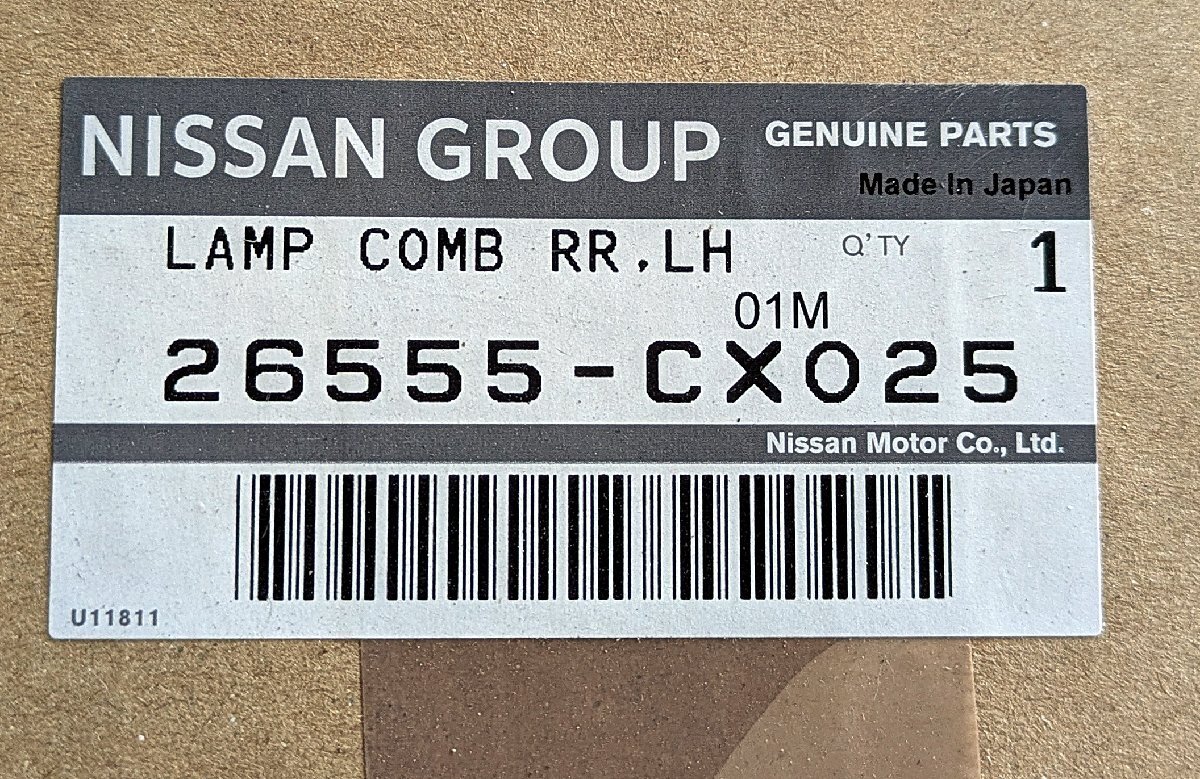 NISSAN GROUP
GENUINE PARTS
Made In Japan
LAMP COMB RR,LH
Q'TY 1
01M
26555-CX025
Nissan Motor Co., Ltd.
U11811